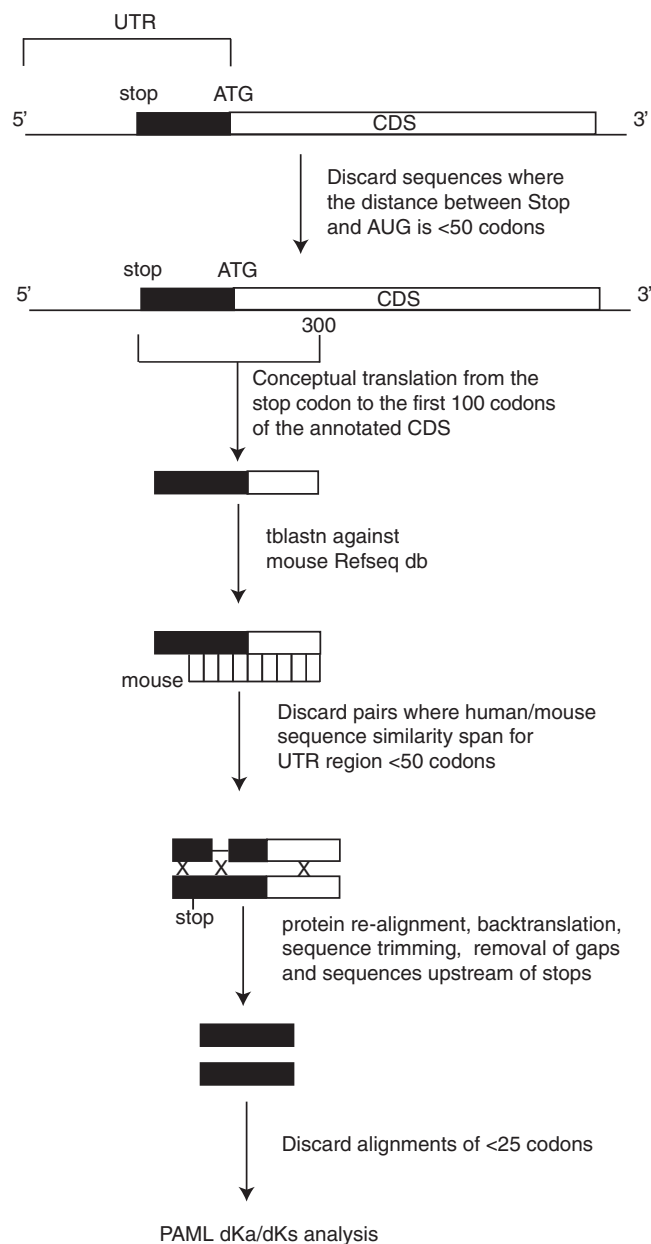 UTR
stop
ATG
5'
CDS
3'
Discard sequences where
the distance between Stop
and AUG is <50 codons
stop
ATG
5'
CDS
3'
300
Conceptual translation from the
stop codon to the first 100 codons
of the annotated CDS
tblastn against
mouse Refseq db
mouse
Discard pairs where human/mouse
sequence similarity span for
UTR region <50 codons
X X X
stop
protein re-alignment, backtranslation,
sequence trimming, removal of gaps
and sequences upstream of stops
Discard alignments of <25 codons
PAML dKa/dKs analysis